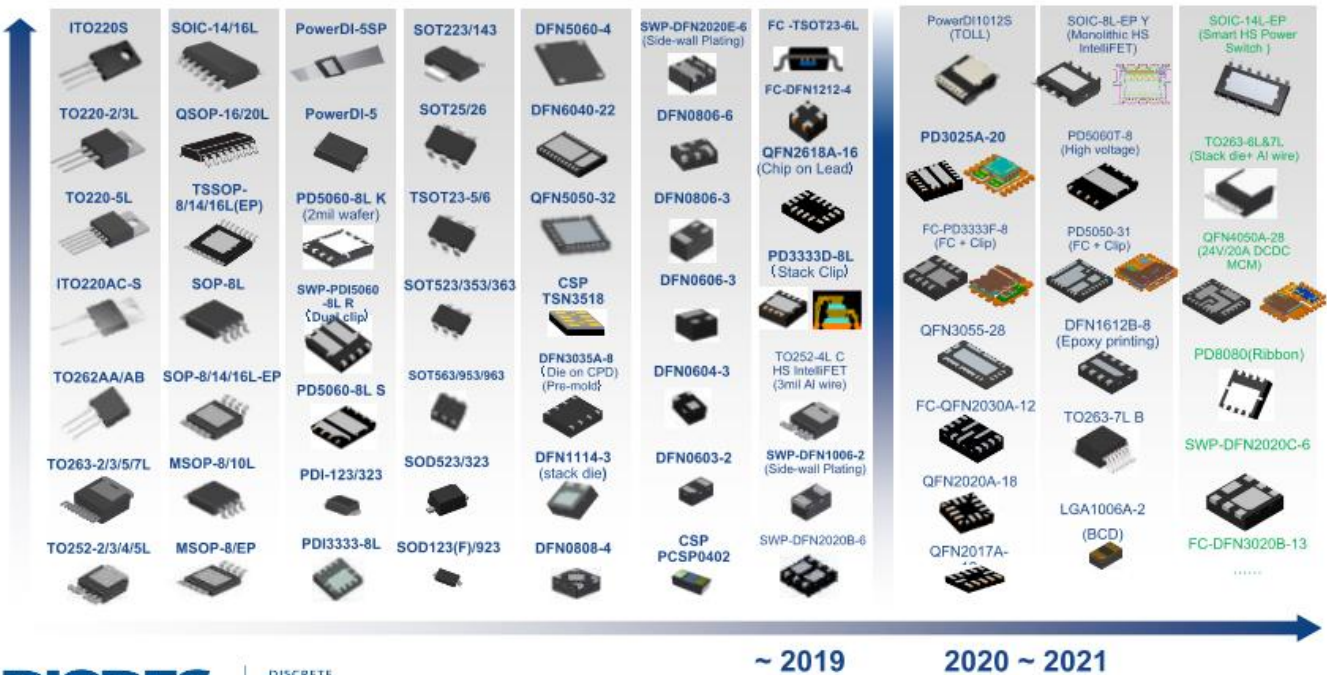 ITO220S
TO220-2/3L
TO220-5L
ITO220AC-S
TO262AA/AB
TO263-2/3/5/7L
TO252-2/3/4/5L
SOIC-14/16L
QSOP-16/20L
TSSOP-
8/14/16L(EP)
SOP-8L
SOP-8/14/16L-EP
MSOP-8/10L
MSOP-8/EP
PowerDI-5SP
PowerDI-5
PD5060-8L K
(2mil wafer)
SWP-PDI5060
-8L R
(Dual clip)
PD5060-8L S
PDI-123/323
PDI3333-8L
SOT223/143
SOT25/26
TSOT23-5/6
SOT523/353/363
SOT563/953/963
SOD523/323
SOD123(F)/923
DFN5060-4
DFN6040-22
QFN5050-32
CSP
TSN3518
DFN3035A-8
(Die on CPD)
(Pre-mold)
DFN1114-3
(stack die)
DFN0808-4
SWP-DFN2020E-6
(Side-wall Plating)
DFN0806-6
DFN0806-3
DFN0606-3
DFN0604-3
DFN0603-2
CSP
PCSP0402
FC -TSOT23-6L
FC-DFN1212-4
QFN2618A-16
(Chip on Lead)
PD3333D-8L
(Stack Clip)
TO252-4L C
HS IntelliFET
(3mil Al wire)
SWP-DFN1006-2
(Side-wall Plating)
SWP-DFN2020B-6
PowerDI1012S
(TOLL)
PD3025A-20
FC-PD3333F-8
(FC + Clip)
QFN3055-28
FC-QFN2030A-12
QFN2020A-18
QFN2017A-
SOIC-8L-EP Y
(Monolithic HS
IntelliFET)
PD5060T-8
(High voltage)
PD5050-31
(FC + Clip)
DFN1612B-8
(Epoxy printing)
TO263-7L B
LGA1006A-2
(BCD)
SOIC-14L-EP
(Smart HS Power
Switch )
TO263-6L&7L
(Stack die+ Al wire)
QFN4050A-28
(24V/20A DCDC
MCM)
PD8080(Ribbon)
SWP-DFN2020C-6
FC-DFN3020B-13
......
~ 2019
2020 ~ 2021